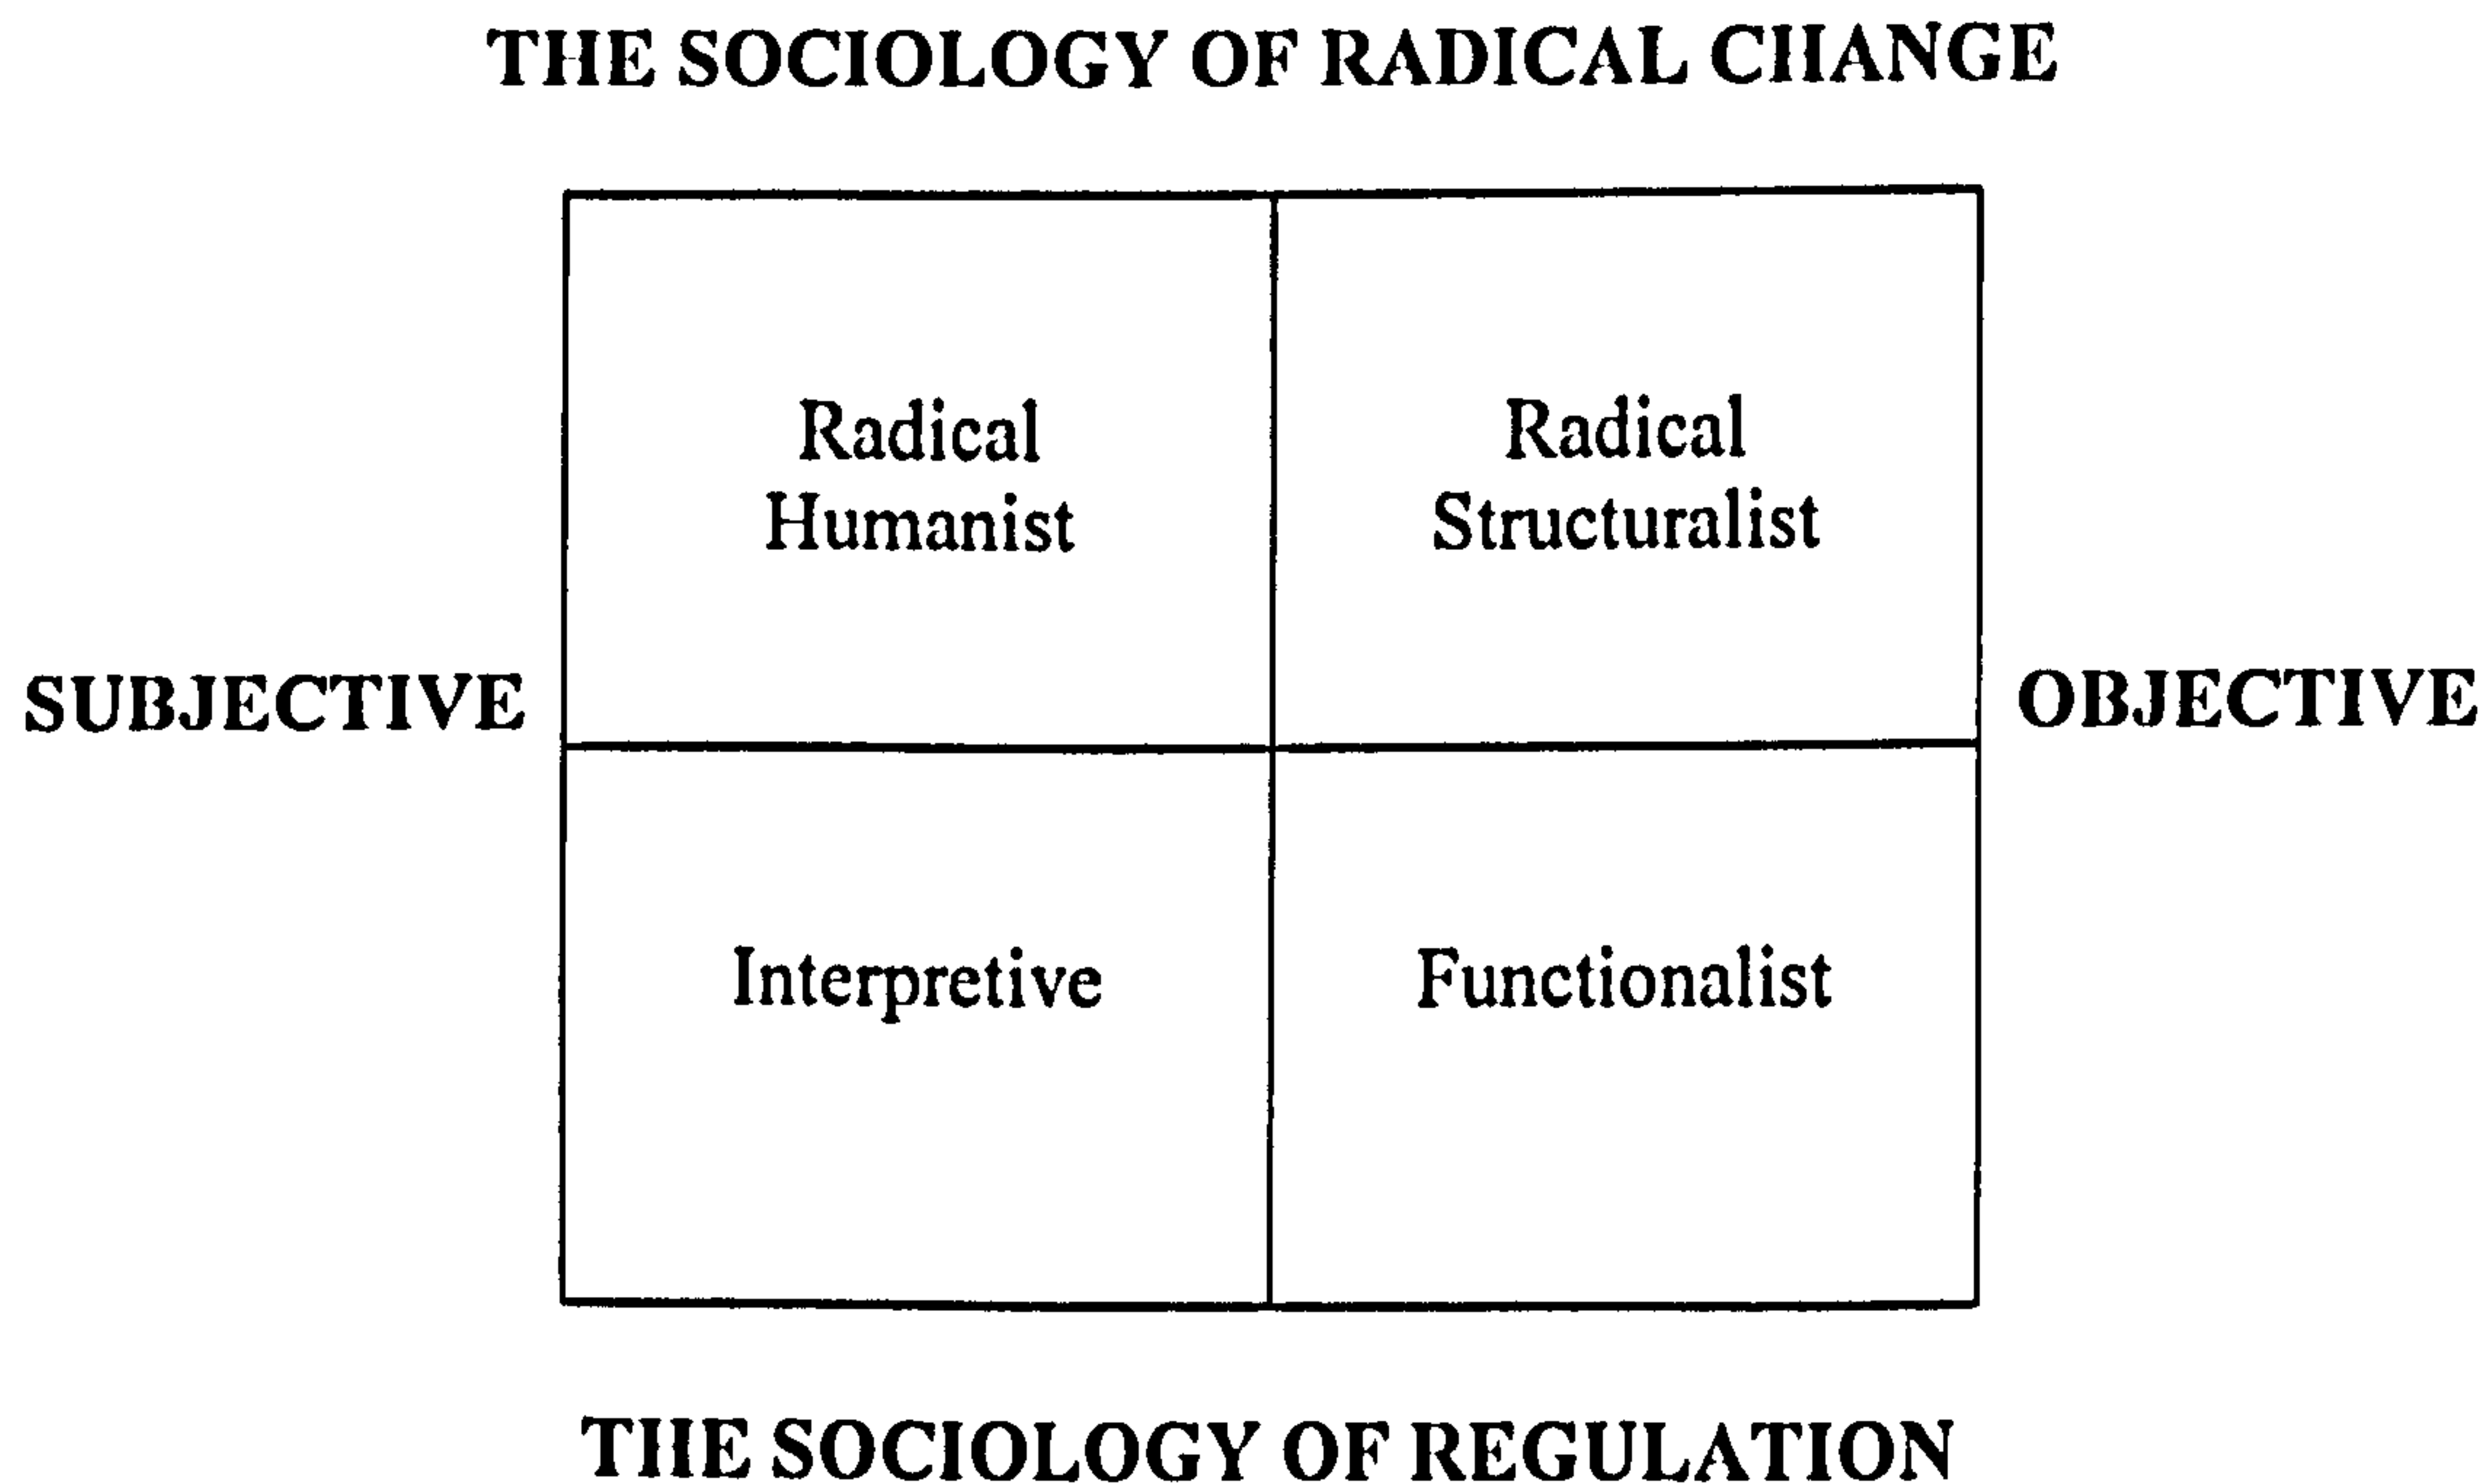 THE SOCIOLOGY OF RADICAL CHANGE
Radical
Humanist
Radical
Structuralist
SUBJECTIVE
OBJECTIVE
Interpretive
Functionalist
THE SOCIOLOGY OF REGULATION